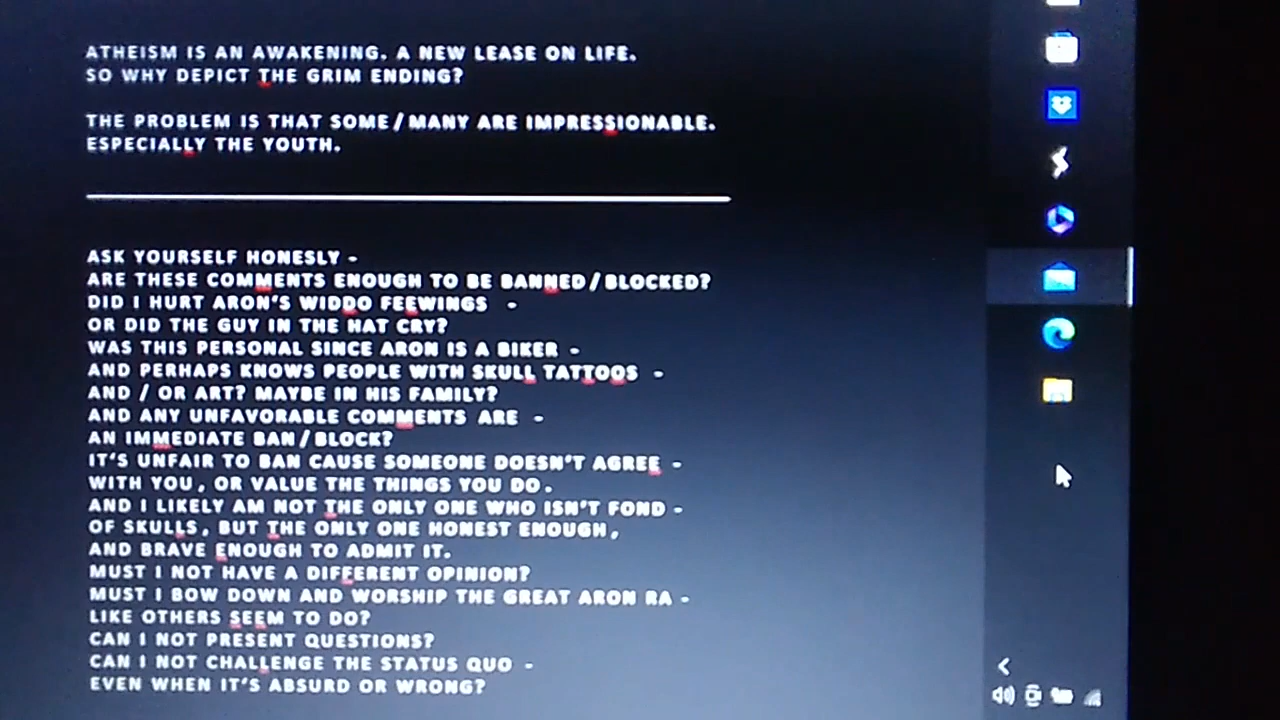 ATHEISM IS AN AWAKENING. A NEW LEASE ON LIFE.
SO WHY DEPICT THE GRIM ENDING?
THE PROBLEM IS THAT SOME/MANY ARE IMPRESSIONABLE.
ESPECIALLY THE YOUTH.
ASK YOURSELF HONESLY -
ARE THESE COMMENTS ENOUGH TO BE BANNED/BLOCKED?
DID I HURT ARON'S WIDDO FEEWINGS -
OR DID THE GUY IN THE HAT CRY?
WAS THIS PERSONAL SINCE ARON IS A BIKER -
AND PERHAPS KNOWS PEOPLE WITH SKULL TATTOOS -
AND / OR ART? MAYBE IN HIS FAMILY?
AND ANY UNFAVORABLE COMMENTS ARE -
AN IMMEDIATE BAN/BLOCK?
IT'S UNFAIR TO BAN CAUSE SOMEONE DOESN'T AGREE -
WITH YOU, OR VALUE THE THINGS YOU DO.
AND I LIKELY AM NOT THE ONLY ONE WHO ISN'T FOND -
OF SKULLS, BUT THE ONLY ONE HONEST ENOUGH,
AND BRAVE ENOUGH TO ADMIT IT.
MUST I NOT HAVE A DIFFERENT OPINION?
MUST I BOW DOWN AND WORSHIP THE GREAT ARON RA -
LIKE OTHERS SEEM TO DO?
CAN I NOT PRESENT QUESTIONS?
CAN I NOT CHALLENGE THE STATUS QUO -
EVEN WHEN IT'S ABSURD OR WRONG?